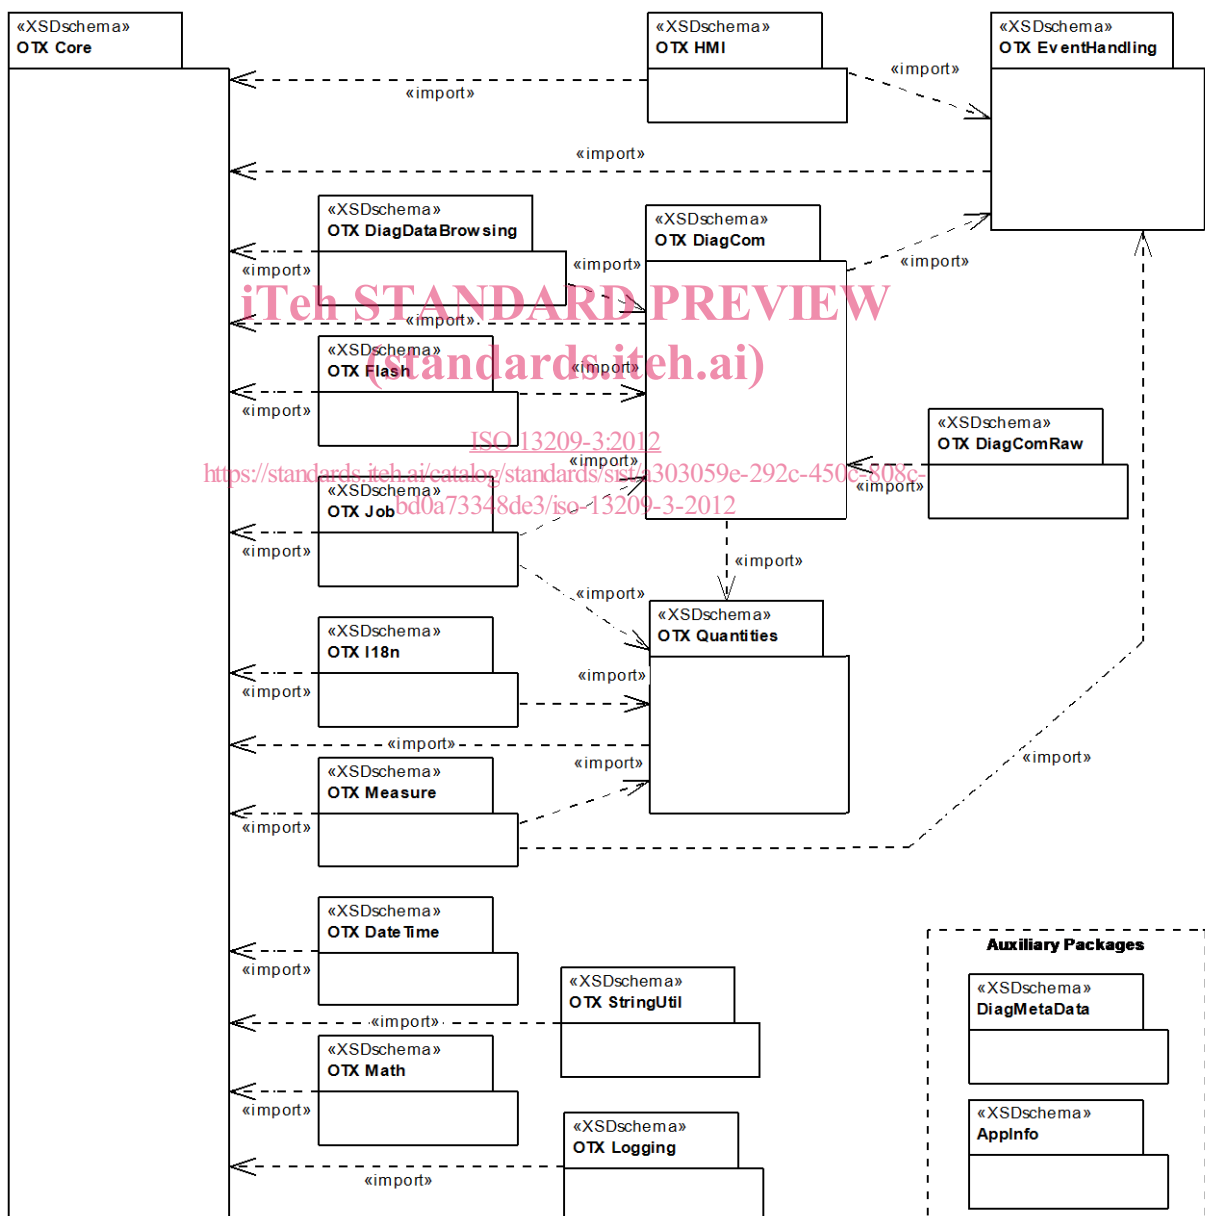 «XSDschema»
OTX Core
«XSDschema»
OTX HMI
«XSDschema»
OTX EventHandling
«import»
«import»
«import»
«XSDschema»
OTX DiagDataBrowsing
«XSDschema»
OTX DiagCom
«import»
«import»
«import»
iTeh STANDARD PREVIEW
«import»
«XSDschema»
OTX Flash
(standards.iteh.ai)
«import»
«import»
«XSDschema»
OTX DiagComRaw
ISO 13209-3:2012
«import»
https://standards.iteh.ai/catalog/standards/sist/a303059e-292c-450c-808c-
bd0a73348de3/iso-13209-3-2012
«import»
«XSDschema»
OTX Job
«import»
«import»
«import»
«XSDschema»
OTX Quantities
«XSDschema»
OTX I18n
«import»
«import»
«import»
«import»
«import»
«XSDschema»
OTX Measure
«import»
«XSDschema»
OTX DateTime
«import»
Auxiliary Packages
«XSDschema»
DiagMetaData
«XSDschema»
OTX StringUtil
«import»
«XSDschema»
OTX Math
«import»
«XSDschema»
AppInfo
«XSDschema»
OTX Logging
«import»